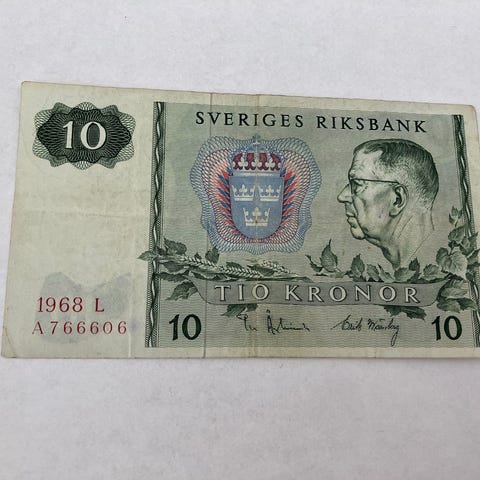 10
SVERIGES RIKSBANK
TIO KRONOR
1968 L
A766606
10
10